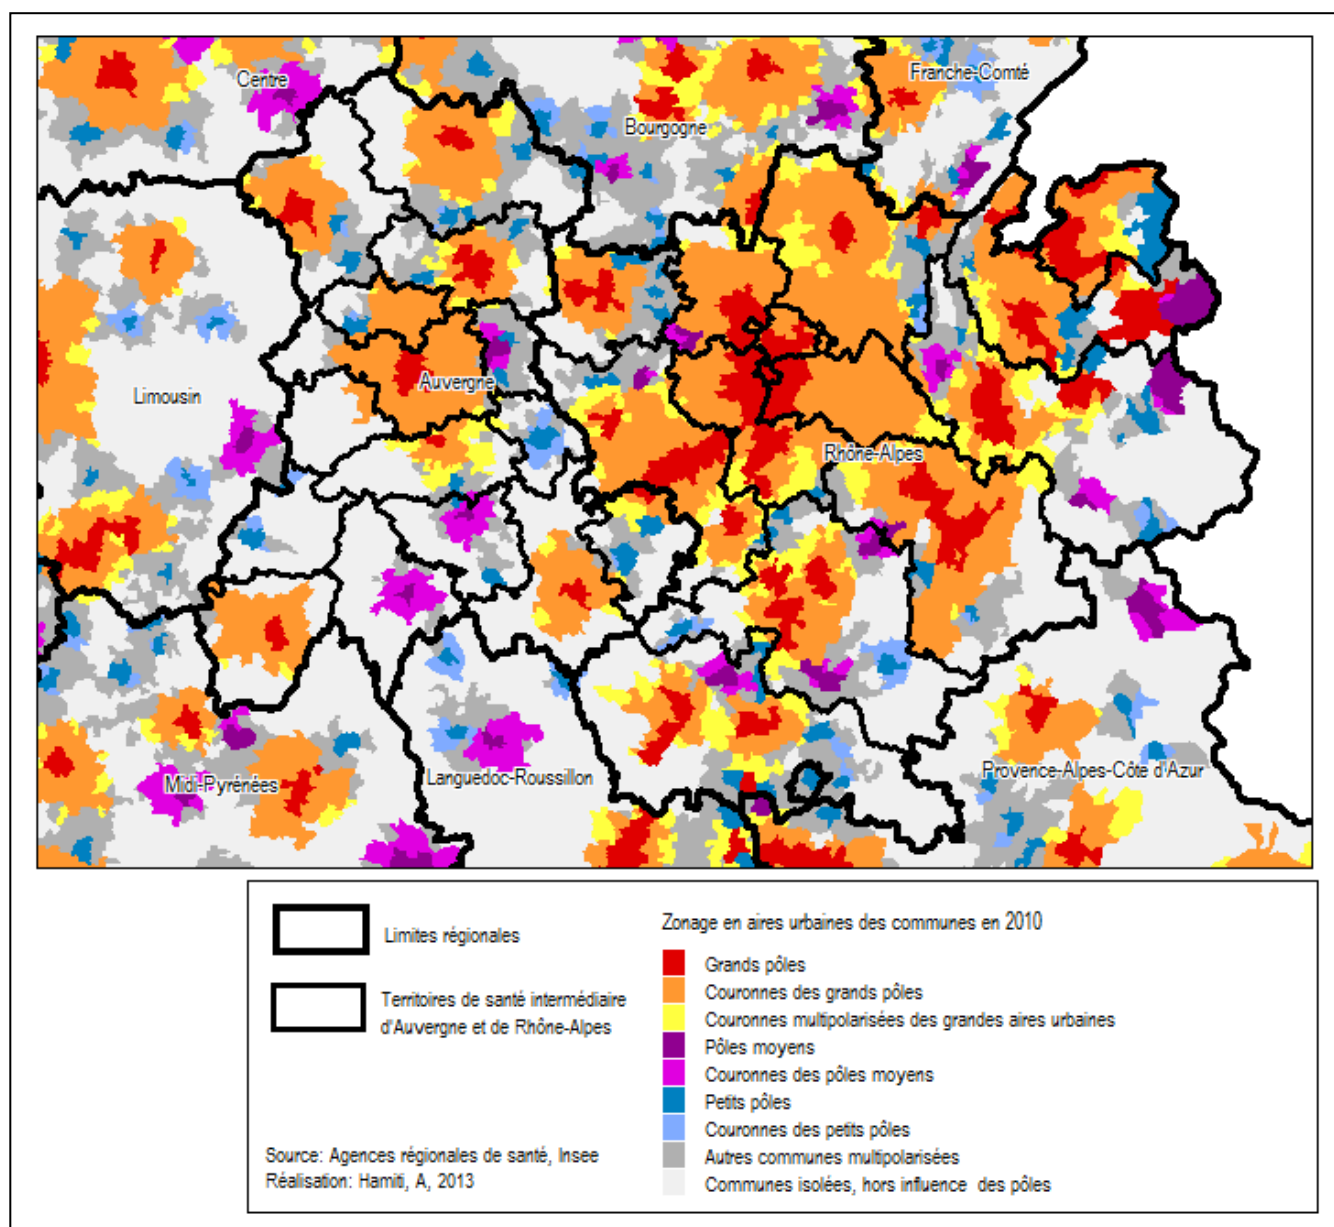 Centre
Franche-Comté
Bourgogne
Auvergne
Limousin
Rhône-Alpes
Midi-Pyrénées
Languedoc-Roussillon
Provence-Alpes-Côte d'Azur
Limites régionales
Territoires de santé intermédiaire
d'Auvergne et de Rhône-Alpes
Source: Agences régionales de santé, Insee
Réalisation: Hamiti, A, 2013
Zonage en aires urbaines des communes en 2010
Grands pôles
Couronnes des grands pôles
Couronnes multipolarisées des grandes aires urbaines
Pôles moyens
Couronnes des pôles moyens
Petits pôles
Couronnes des petits pôles
Autres communes multipolarisées
Communes isolées, hors influence des pôles